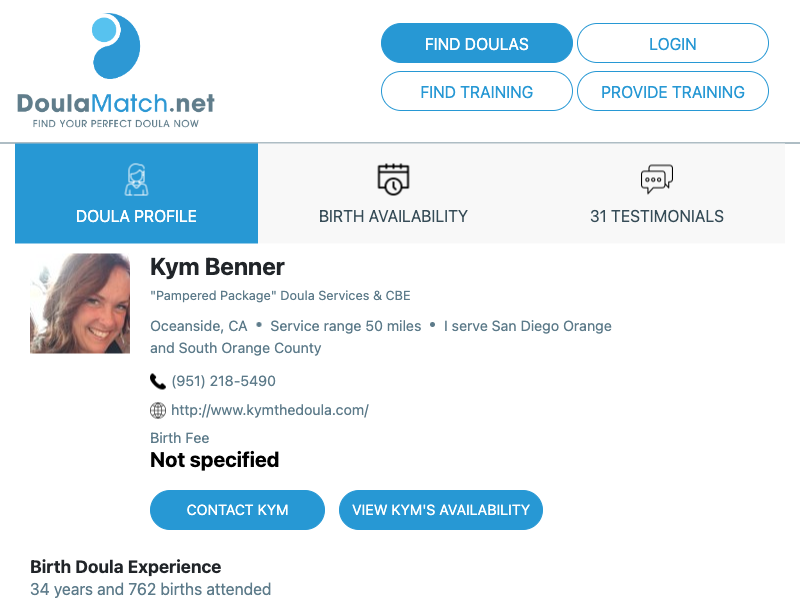 DoulaMatch.net
FIND YOUR PERFECT DOULA NOW
FIND DOULAS
LOGIN
FIND TRAINING
PROVIDE TRAINING
DOULA PROFILE
BIRTH AVAILABILITY
31 TESTIMONIALS
Kym Benner
"Pampered Package" Doula Services & CBE
Oceanside, CA • Service range 50 miles • I serve San Diego Orange
and South Orange County
(951) 218-5490
http://www.kymthedoula.com/
Birth Fee
Not specified
CONTACT KYM
VIEW KYM'S AVAILABILITY
Birth Doula Experience
34 years and 762 births attended